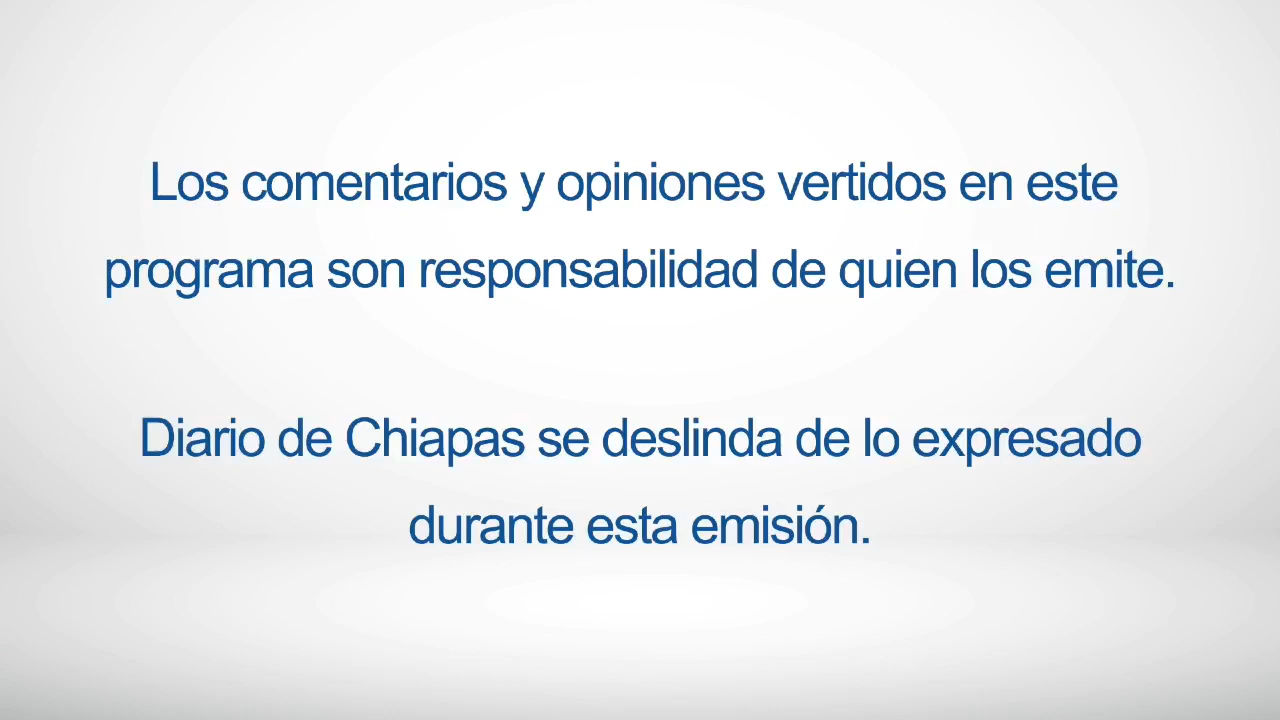 Los comentarios y opiniones vertidos en este
programa son responsabilidad de quien los emite.
Diario de Chiapas se deslinda de lo expresado
durante esta emisión.